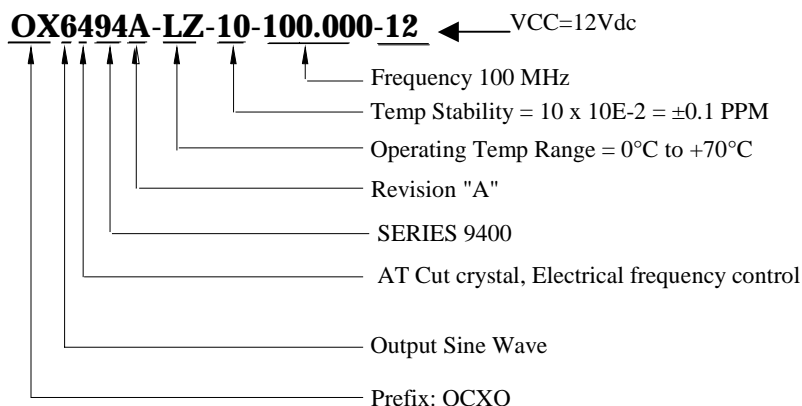 OX6494A-LZ-10-100.000-12
VCC=12Vdc
Frequency 100 MHz
Temp Stability = 10 x 10E-2 = ±0.1 PPM
Operating Temp Range = 0°C to +70°C
Revision "A"
SERIES 9400
AT Cut crystal, Electrical frequency control
Output Sine Wave
Prefix: OCXO